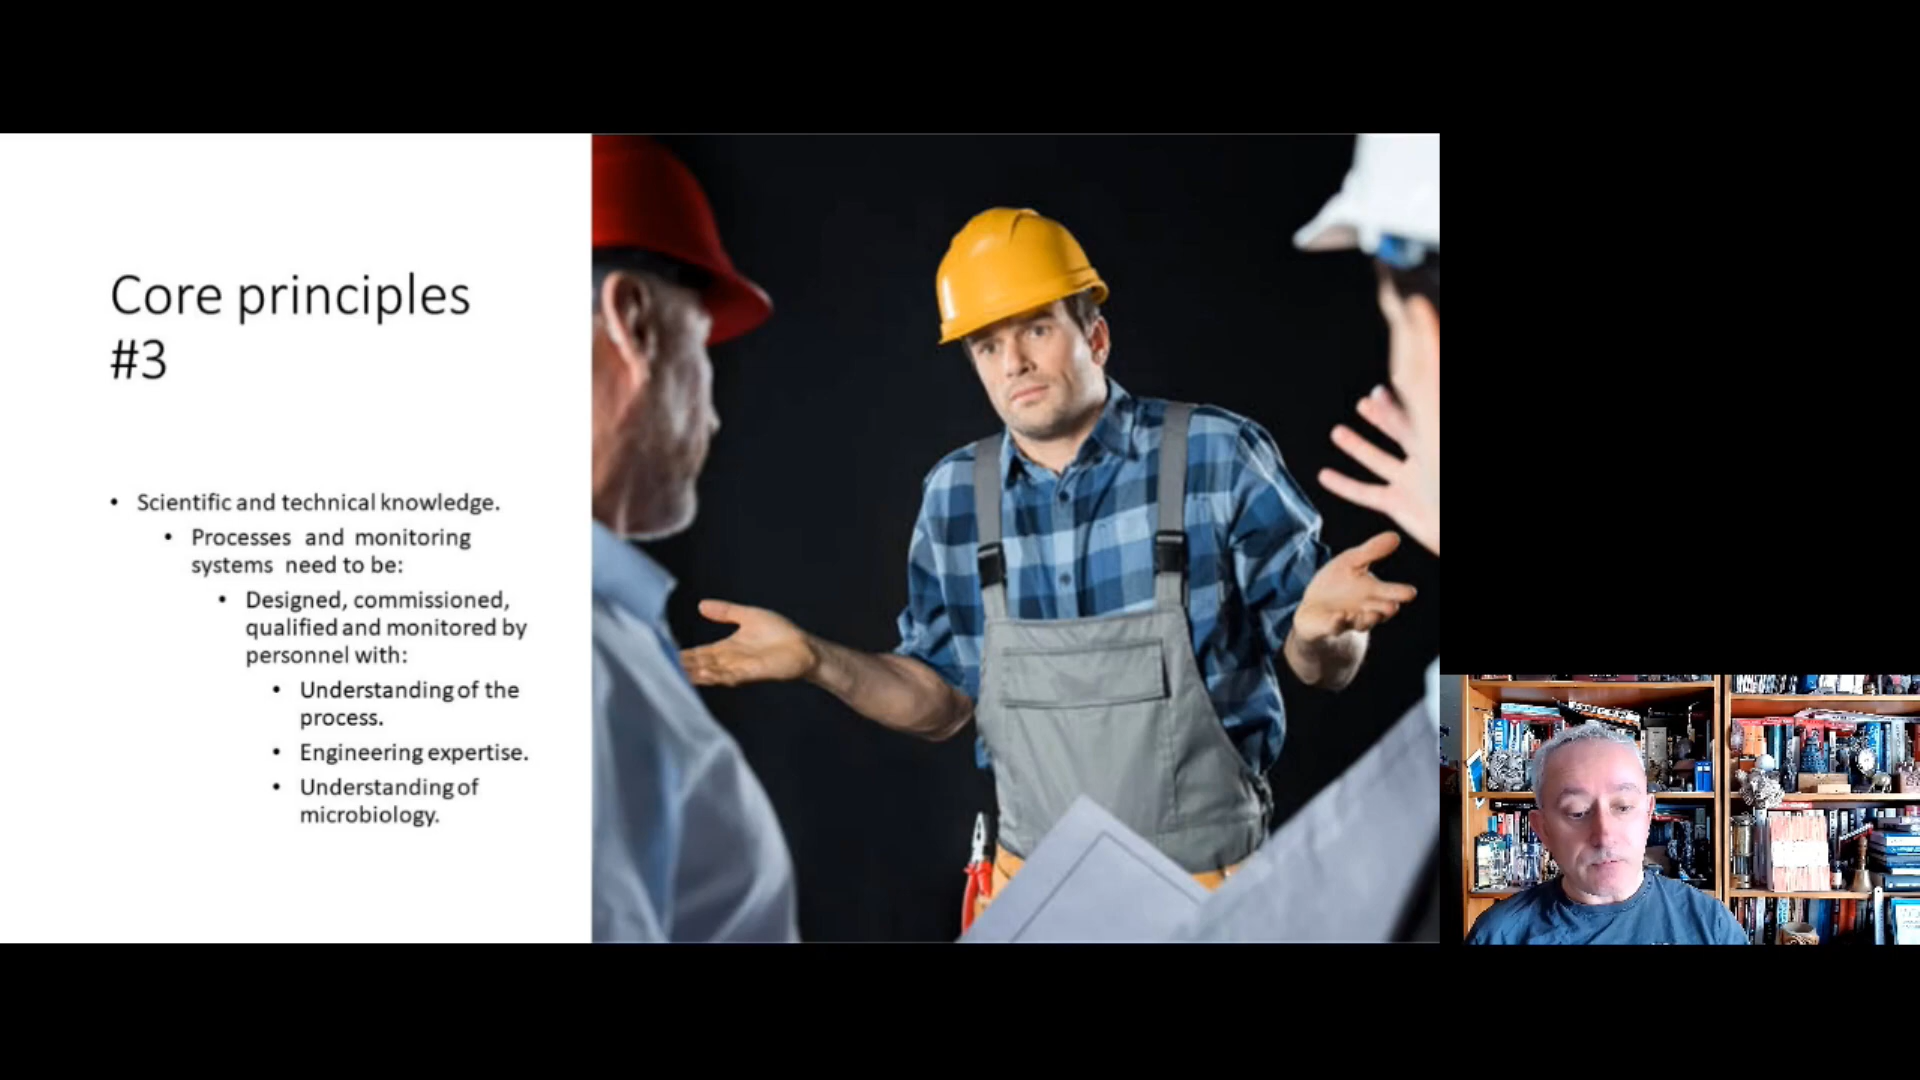 Core principles
#3
• Scientific and technical knowledge.
• Processes and monitoring
systems need to be:
• Designed, commissioned,
qualified and monitored by
personnel with:
• Understanding of the
process.
• Engineering expertise.
• Understanding of
microbiology.